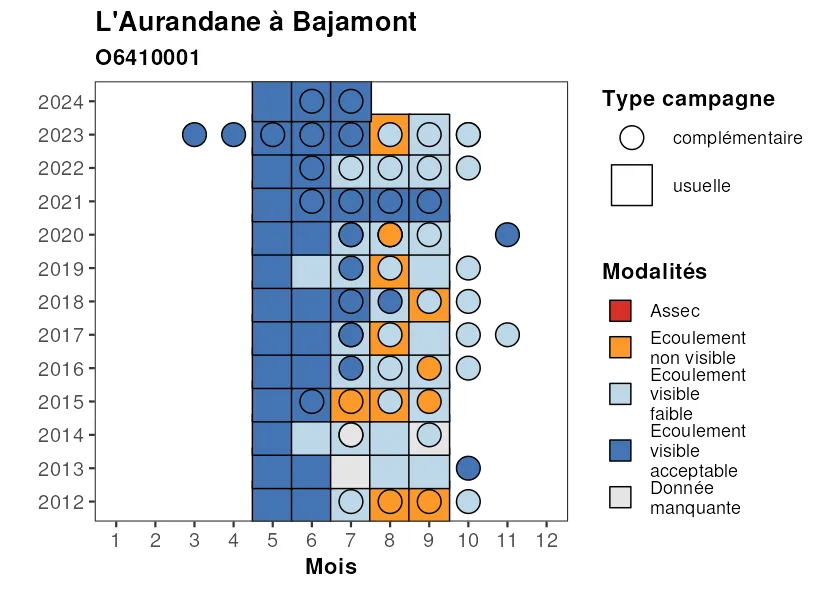 L'Aurandane à Bajamont
O6410001
2024
2023
2022
2021
2020
2019
2018
2017
2016
2015
2014
2013
2012
1 2 3 4 5 6 7 8 9 10 11 12
Mois
Type campagne
complémentaire
usuelle
Modalités
Assec
Ecoulement
non visible
Ecoulement
visible
faible
Ecoulement
visible
acceptable
Donnée
manquante